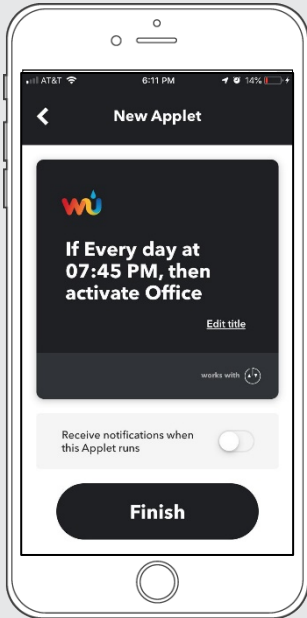 AT&T 6:11 PM 14%
New Applet
wu
If Every day at
07:45 PM, then
activate Office
Edit title
works with
Receive notifications when
this Applet runs
Finish